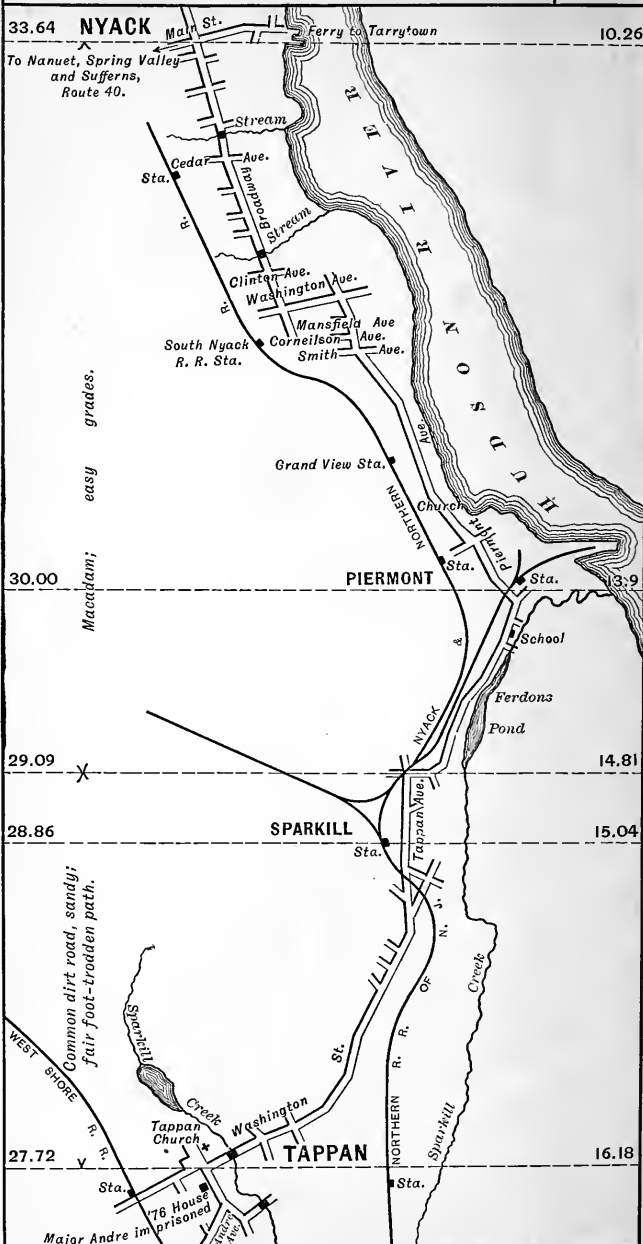 33.64 NYACK Main St. Ferry to Tarrytown 10.26
To Nanuet, Spring Valley
and Sufferns,
Route 40.
Stream
Cedar Ave.
Sta.
Broadway
Stream
R. R.
HUDSON RIVER
Clinton Ave.
Washington Ave.
Mansfield Ave
Corneilson Ave.
Smith Ave.
South Nyack
R. R. Sta.
Macadam; easy grades.
Grand View Sta.
Piermont Ave.
Church
NORTHERN
Sta.
Sta.
30.00 PIERMONT 13.9
School
&
Ferdons
Pond
NYACK
29.09 X 14.81
Tappan Ave.
28.86 SPARKILL 15.04
Sta.
Common dirt road, sandy;
fair foot-trodden path.
NORTHERN R. R. OF N. J.
Sparkill Creek
Sparkill Creek
WEST SHORE R. R.
Washington St.
Tappan
Church
27.72 TAPPAN 16.18
Sta.
Sta.
'76 House
Major Andre imprisoned
Andre
Ave.